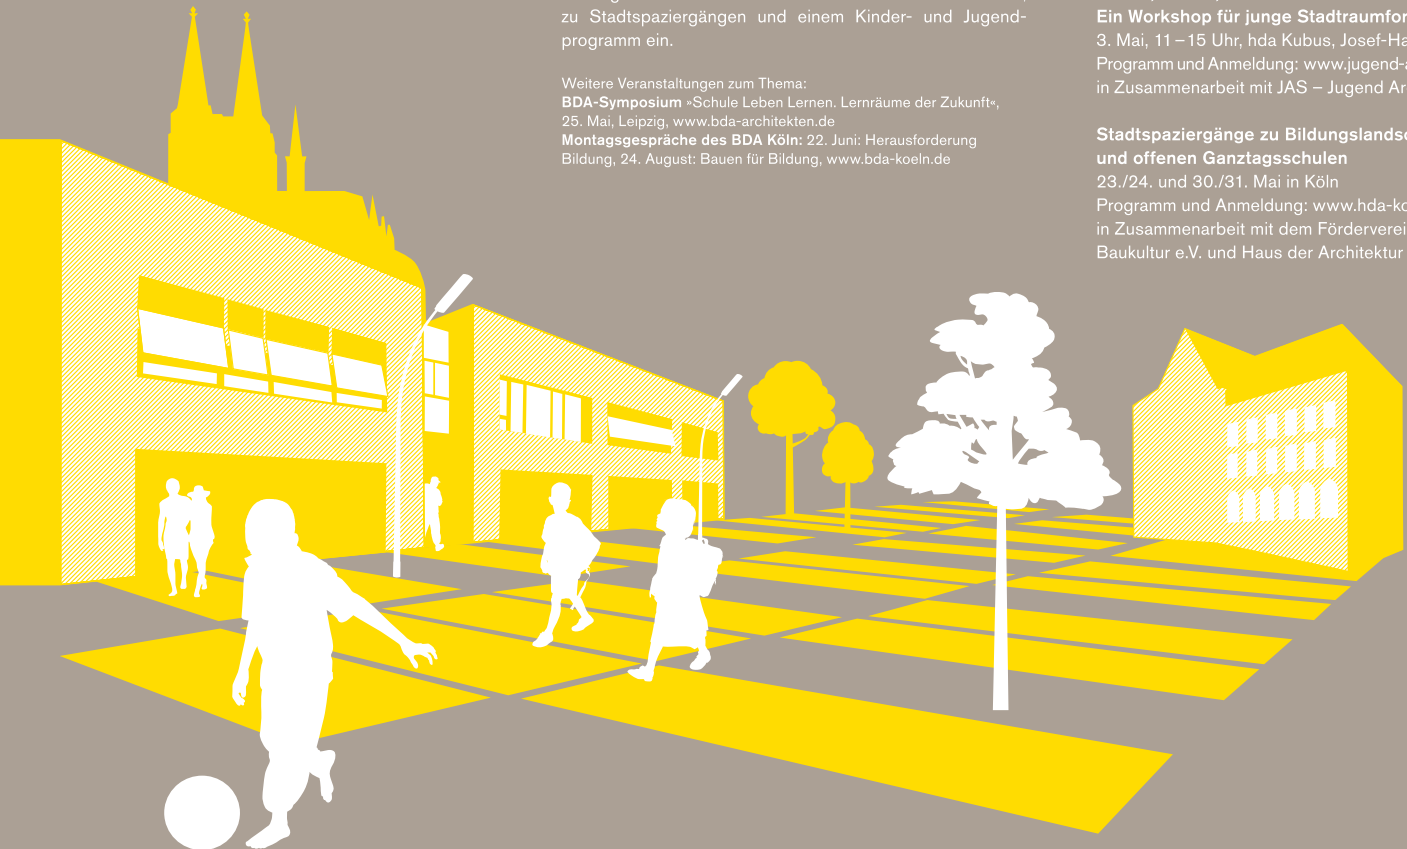 zu Stadtspaziergängen und einem Kinder- und Jugend-
programm ein.
Weitere Veranstaltungen zum Thema:
BDA-Symposium »Schule Leben Lernen. Lernräume der Zukunft«,
25. Mai, Leipzig, www.bda-architekten.de
Montagsgespräche des BDA Köln: 22. Juni: Herausforderung
Bildung, 24. August: Bauen für Bildung, www.bda-koeln.de
Ein Workshop für junge Stadtraumfor
3. Mai, 11 – 15 Uhr, hda Kubus, Josef-Ha
Programm und Anmeldung: www.jugend-a
in Zusammenarbeit mit JAS – Jugend Ar
Stadtspaziergänge zu Bildungslandsc
und offenen Ganztagsschulen
23./24. und 30./31. Mai in Köln
Programm und Anmeldung: www.hda-ko
in Zusammenarbeit mit dem Förderverei
Baukultur e.V. und Haus der Architektur